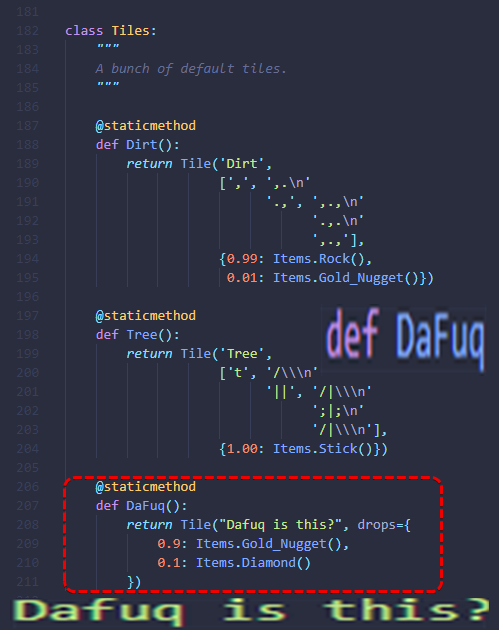 181
182 class Tiles:
183 """
184 A bunch of default tiles.
185 """
186
187 @staticmethod
188 def Dirt():
189 return Tile('Dirt',
190 [',', ',.\n'
191 '.,', ',.,\n'
192 '.,.\n'
193 ',.,'],
194 {0.99: Items.Rock(),
195 0.01: Items.Gold_Nugget()})
196
197 @staticmethod
198 def Tree():
199 return Tile('Tree',
200 ['t', '/\\\n'
201 '||', '/|\\\n'
202 ';|;\n'
203 '/|\\\n'],
204 {1.00: Items.Stick()})
205
def DaFuq
206 @staticmethod
207 def DaFuq():
208 return Tile("Dafuq is this?", drops={
209 0.9: Items.Gold_Nugget(),
210 0.1: Items.Diamond()
211 })
Dafuq is this?